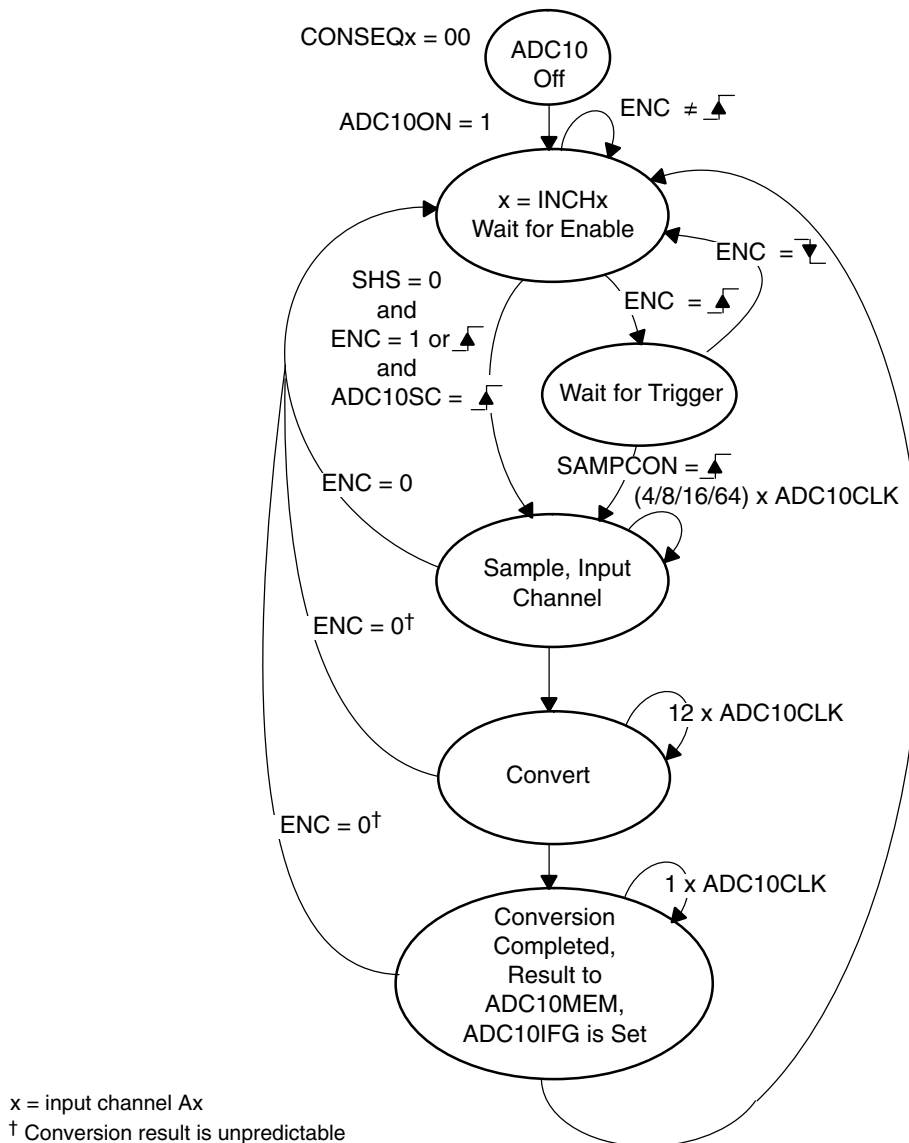 CONSEQx = 00
ADC10
Off
ADC10ON = 1
ENC ≠
x = INCHx
Wait for Enable
ENC =
SHS = 0
and
ENC = 1 or
and
ADC10SC =
ENC =
Wait for Trigger
SAMPCON =
(4/8/16/64) x ADC10CLK
ENC = 0
Sample, Input
Channel
ENC = 0†
12 x ADC10CLK
Convert
ENC = 0†
1 x ADC10CLK
Conversion
Completed,
Result to
ADC10MEM,
ADC10IFG is Set
x = input channel Ax
† Conversion result is unpredictable